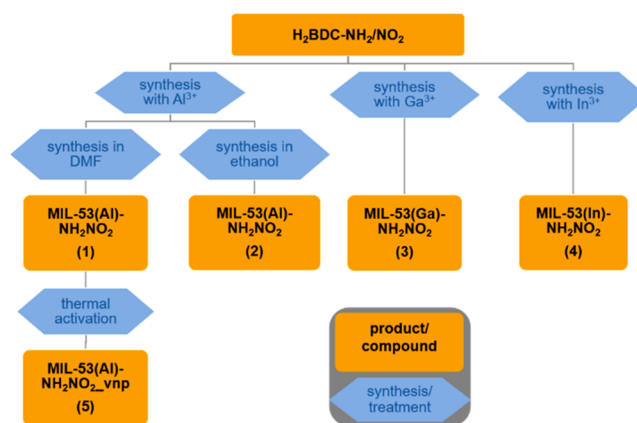 H₂BDC-NH₂/NO₂
synthesis
with Al³⁺
synthesis
with Ga³⁺
synthesis
with In³⁺
synthesis in
DMF
synthesis in
ethanol
MIL-53(Al)-
NH₂NO₂
(1)
MIL-53(Al)-
NH₂NO₂
(2)
MIL-53(Ga)-
NH₂NO₂
(3)
MIL-53(In)-
NH₂NO₂
(4)
thermal
activation
MIL-53(Al)-
NH₂NO₂_vnp
(5)
product/
compound
synthesis/
treatment